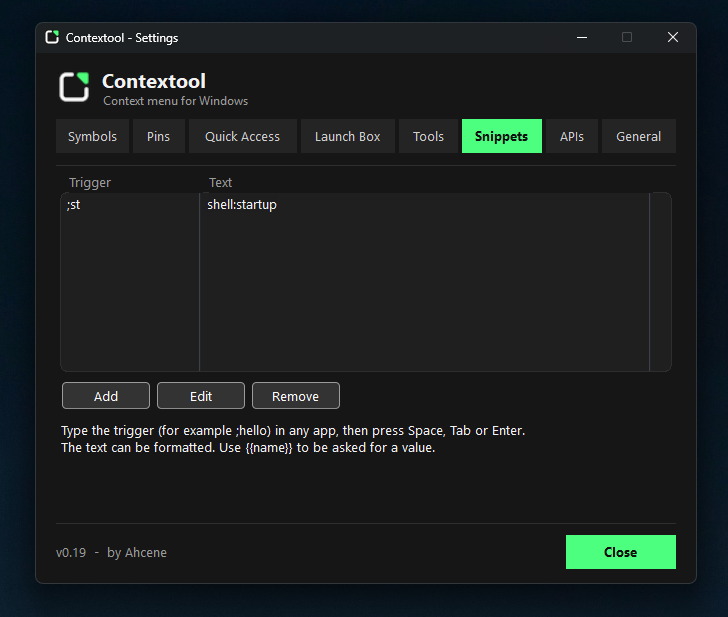 Contextool - Settings
Contextool
Context menu for Windows
Symbols Pins Quick Access Launch Box Tools Snippets APIs General
Trigger Text
;st shell:startup
Add Edit Remove
Type the trigger (for example ;hello) in any app, then press Space, Tab or Enter.
The text can be formatted. Use {{name}} to be asked for a value.
v0.19 - by Ahcene
Close